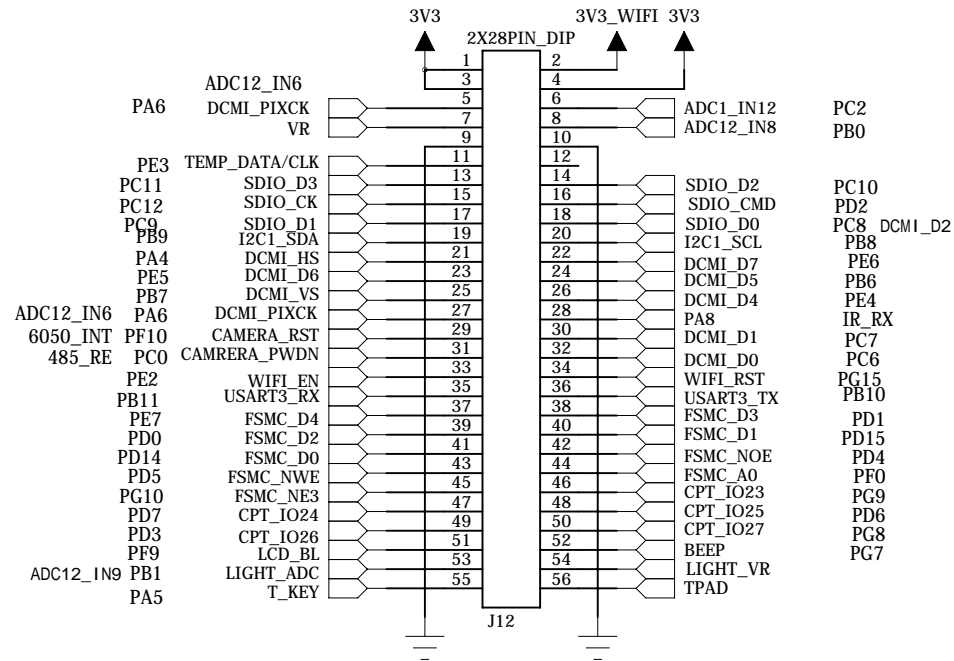 3V3 3V3_WIFI 3V3
2X28PIN_DIP
1 2
ADC12_IN6 3 4
PA6 DCMI_PIXCK 5 6 ADC1_IN12 PC2
VR 7 8 ADC12_IN8 PB0
9 10
PE3 TEMP_DATA/CLK 11 12
PC11 SDIO_D3 13 14 SDIO_D2 PC10
PC12 SDIO_CK 15 16 SDIO_CMD PD2
PC9 SDIO_D1 17 18 SDIO_D0 PC8 DCMI_D2
PB9 I2C1_SDA 19 20 I2C1_SCL PB8
PA4 DCMI_HS 21 22 DCMI_D7 PE6
PE5 DCMI_D6 23 24 DCMI_D5 PB6
PB7 DCMI_VS 25 26 DCMI_D4 PE4
ADC12_IN6 PA6 DCMI_PIXCK 27 28 PA8 IR_RX
6050_INT PF10 CAMERA_RST 29 30 DCMI_D1 PC7
485_RE PC0 CAMRERA_PWDN 31 32 DCMI_D0 PC6
PE2 WIFI_EN 33 34 WIFI_RST PG15
PB11 USART3_RX 35 36 USART3_TX PB10
PE7 FSMC_D4 37 38 FSMC_D3 PD1
PD0 FSMC_D2 39 40 FSMC_D1 PD15
PD14 FSMC_D0 41 42 FSMC_NOE PD4
PD5 FSMC_NWE 43 44 FSMC_A0 PF0
PG10 FSMC_NE3 45 46 CPT_IO23 PG9
PD7 CPT_IO24 47 48 CPT_IO25 PD6
PD3 CPT_IO26 49 50 CPT_IO27 PG8
PF9 LCD_BL 51 52 BEEP PG7
ADC12_IN9 PB1 LIGHT_ADC 53 54 LIGHT_VR
PA5 T_KEY 55 56 TPAD
J12